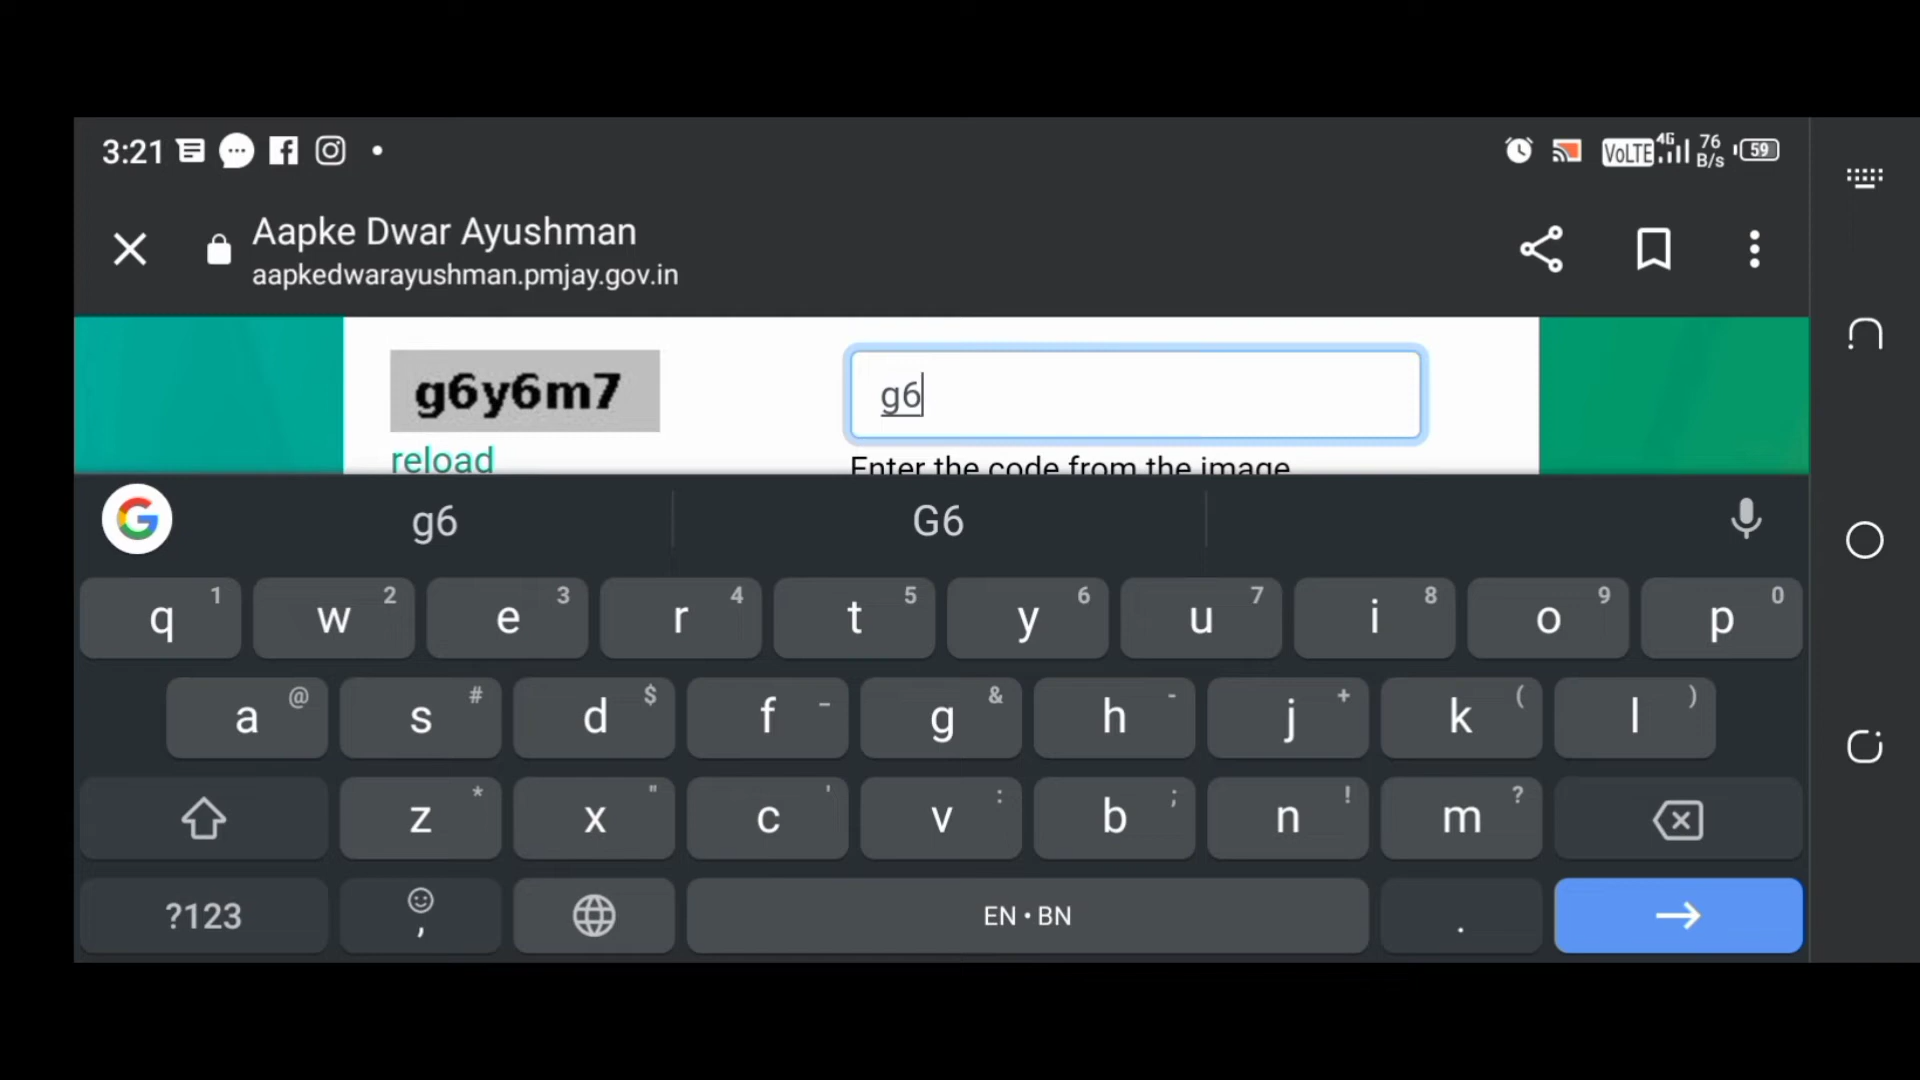 3:21 VoLTE 4G 76 B/s 59
Aapke Dwar Ayushman
aapkedwarayushman.pmjay.gov.in
g6y6m7 g6
reload Enter the code from the image
g6 G6
q 1 w 2 e 3 r 4 t 5 y 6 u 7 i 8 o 9 p 0
a @ s # d $ f _ g & h - j + k ( l )
z * x " c ' v : b ; n ! m ?
?123 , EN • BN .